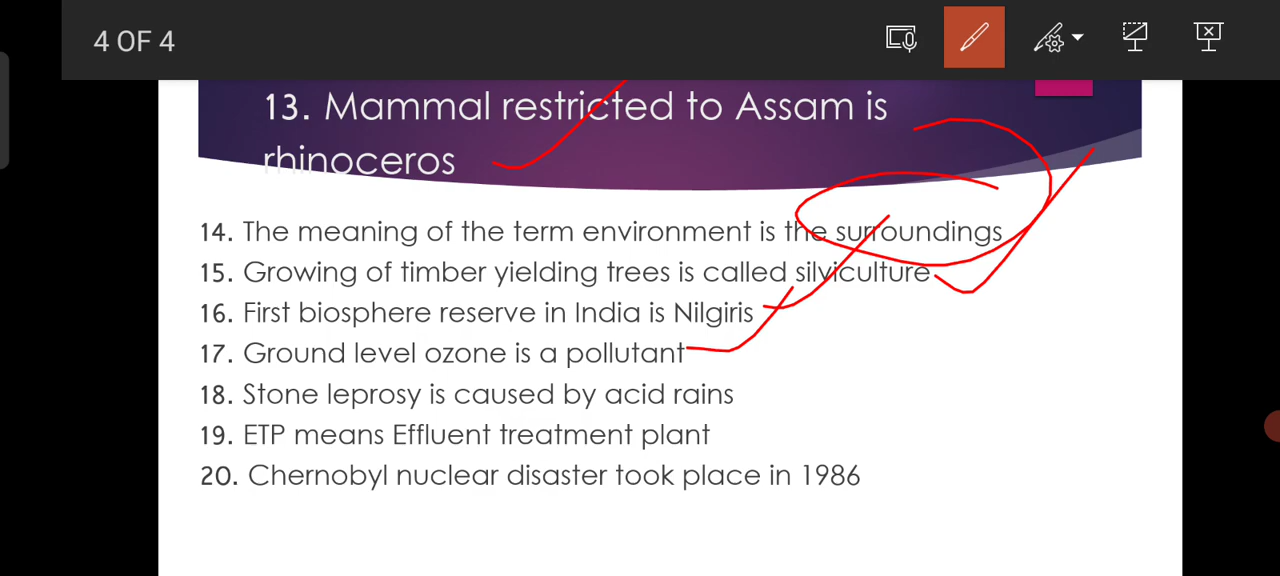 4 OF 4
13. Mammal restricted to Assam is
rhinoceros
14. The meaning of the term environment is the surroundings
15. Growing of timber yielding trees is called silviculture
16. First biosphere reserve in India is Nilgiris
17. Ground level ozone is a pollutant
18. Stone leprosy is caused by acid rains
19. ETP means Effluent treatment plant
20. Chernobyl nuclear disaster took place in 1986